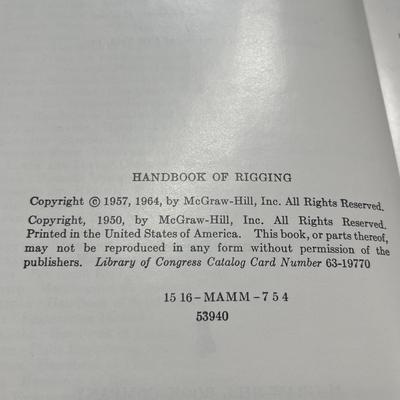 HANDBOOK OF RIGGING
Copyright © 1957, 1964, by McGraw-Hill, Inc. All Rights Reserved.
Copyright, 1950, by McGraw-Hill, Inc. All Rights Reserved.
Printed in the United States of America. This book, or parts thereof,
may not be reproduced in any form without permission of the
publishers. Library of Congress Catalog Card Number 63-19770
15 16-MAMM-7 5 4
53940